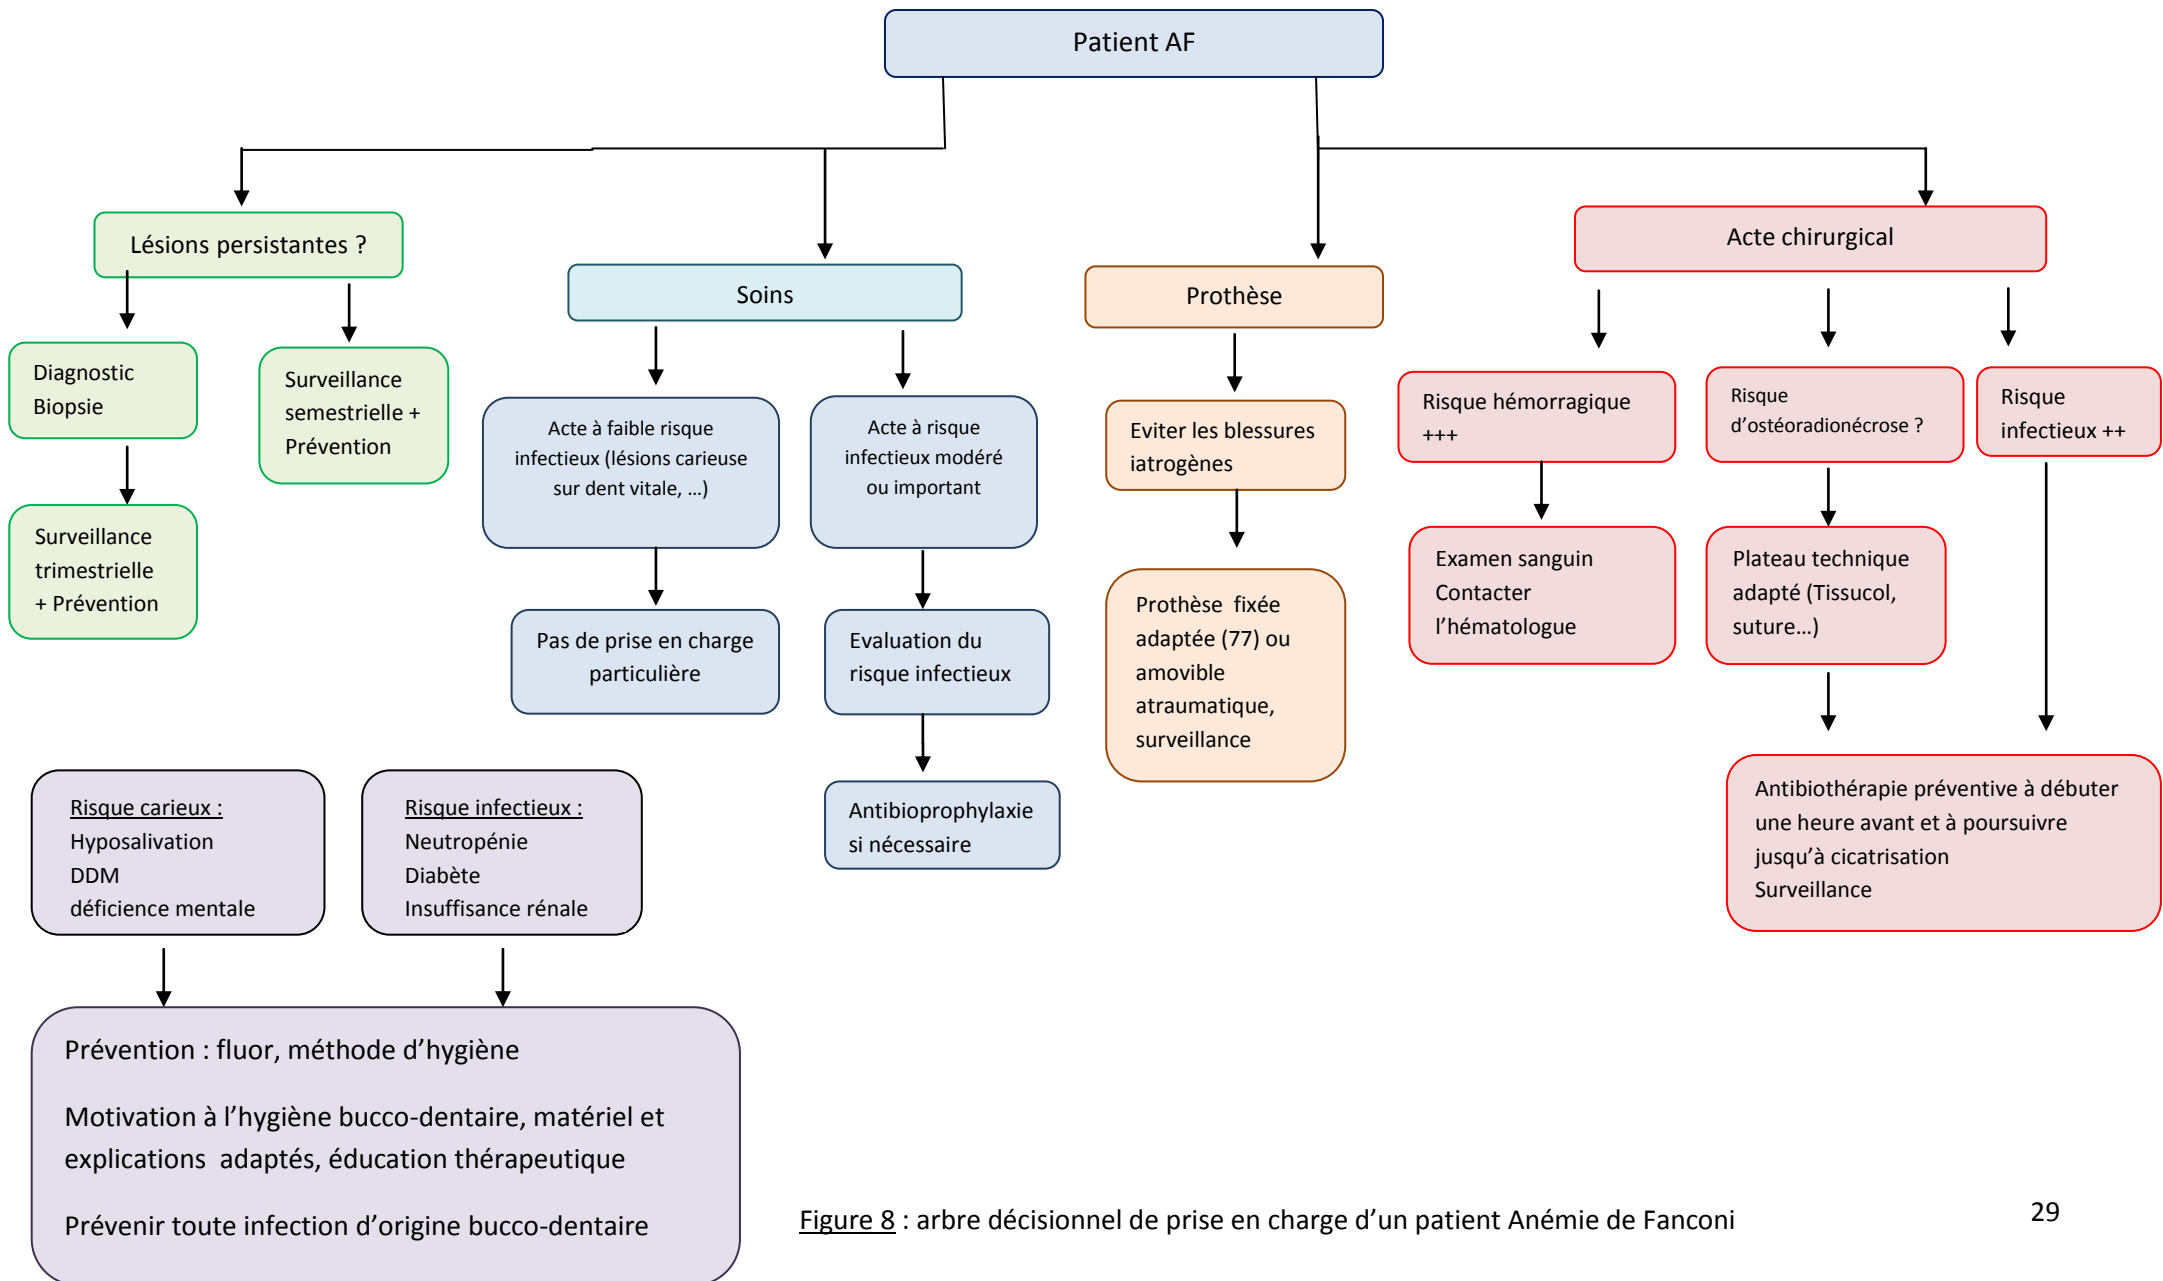 Patient AF
Lésions persistantes ?
Diagnostic
Biopsie
Surveillance
trimestrielle
+ Prévention
Surveillance
semestrielle +
Prévention
Soins
Acte à faible risque
infectieux (lésions carieuse
sur dent vitale, …)
Pas de prise en charge
particulière
Acte à risque
infectieux modéré
ou important
Evaluation du
risque infectieux
Antibioprophylaxie
si nécessaire
Prothèse
Eviter les blessures
iatrogènes
Prothèse  fixée
adaptée (77) ou
amovible
atraumatique,
surveillance
Acte chirurgical
Risque hémorragique
+++
Examen sanguin
Contacter
l’hématologue
Risque
d’ostéoradionécrose ?
Plateau technique
adapté (Tissucol,
suture…)
Risque
infectieux ++
Antibiothérapie préventive à débuter
une heure avant et à poursuivre
jusqu’à cicatrisation
Surveillance
Risque carieux :
Hyposalivation
DDM
déficience mentale
Risque infectieux :
Neutropénie
Diabète
Insuffisance rénale
Prévention : fluor, méthode d’hygiène
Motivation à l’hygiène bucco-dentaire, matériel et
explications  adaptés, éducation thérapeutique
Prévenir toute infection d’origine bucco-dentaire
Figure 8 : arbre décisionnel de prise en charge d’un patient Anémie de Fanconi
29